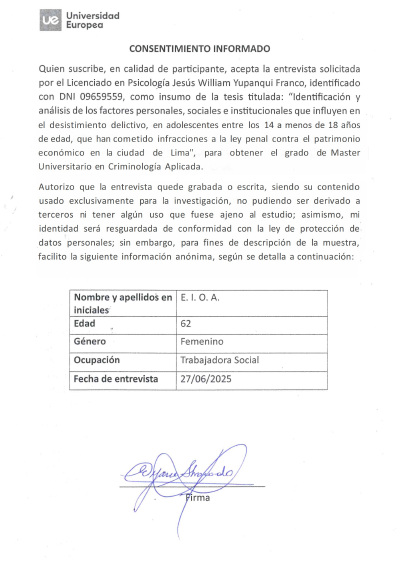 ue Universidad
Europea
CONSENTIMIENTO INFORMADO
Quien suscribe, en calidad de participante, acepta la entrevista solicitada
por el Licenciado en Psicología Jesús William Yupanqui Franco, identificado
con DNI 09659559, como insumo de la tesis titulada: “Identificación y
análisis de los factores personales, sociales e institucionales que influyen en
el desistimiento delictivo, en adolescentes entre los 14 a menos de 18 años
de edad, que han cometido infracciones a la ley penal contra el patrimonio
económico en la ciudad de Lima", para obtener el grado de Master
Universitario en Criminología Aplicada.
Autorizo que la entrevista quede grabada o escrita, siendo su contenido
usado exclusivamente para la investigación, no pudiendo ser derivado a
terceros ni tener algún uso que fuese ajeno al estudio; asimismo, mi
identidad será resguardada de conformidad con la ley de protección de
datos personales; sin embargo, para fines de descripción de la muestra,
facilito la siguiente información anónima, según se detalla a continuación:
Nombre y apellidos en E. I. O. A.
iniciales
Edad 62
Género Femenino
Ocupación Trabajadora Social
Fecha de entrevista 27/06/2025
Firma